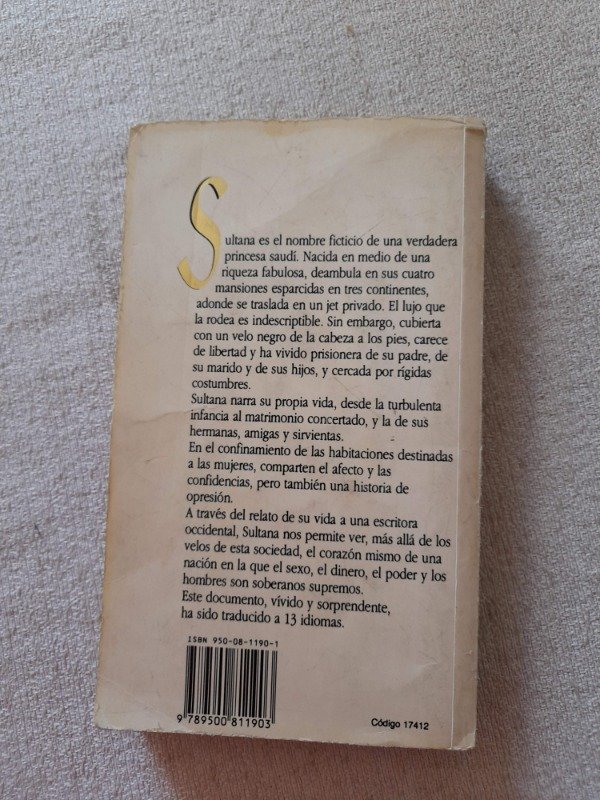 Sultana es el nombre ficticio de una verdadera
princesa saudí. Nacida en medio de una
riqueza fabulosa, deambula en sus cuatro
mansiones esparcidas en tres continentes,
adonde se traslada en un jet privado. El lujo que
la rodea es indescriptible. Sin embargo, cubierta
con un velo negro de la cabeza a los pies, carece
de libertad y ha vivido prisionera de su padre, de
su marido y de sus hijos, y cercada por rígidas
costumbres.
Sultana narra su propia vida, desde la turbulenta
infancia al matrimonio concertado, y la de sus
hermanas, amigas y sirvientas.
En el confinamiento de las habitaciones destinadas
a las mujeres, comparten el afecto y las
confidencias, pero también una historia de
opresión.
A través del relato de su vida a una escritora
occidental, Sultana nos permite ver, más allá de los
velos de esta sociedad, el corazón mismo de una
nación en la que el sexo, el dinero, el poder y los
hombres son soberanos supremos.
Este documento, vívido y sorprendente,
ha sido traducido a 13 idiomas.
ISBN 950-08-1190-1
9 789500 811903
Código 17412